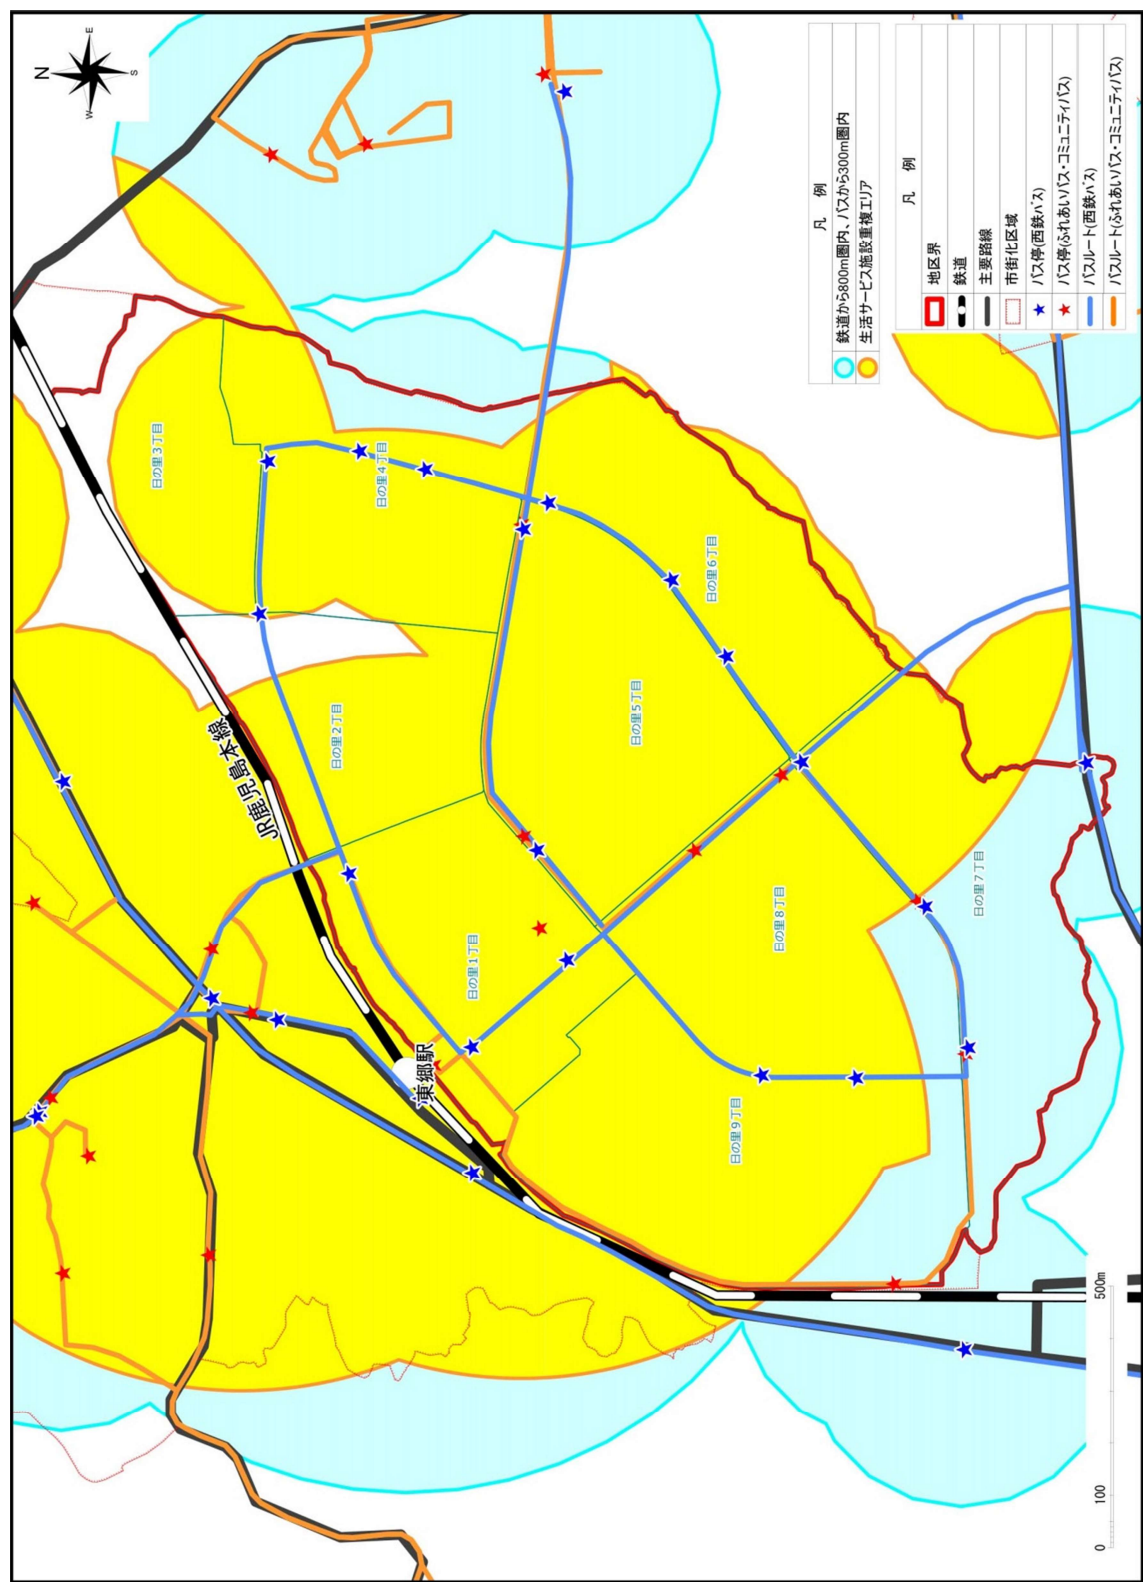 N
E
S
W
凡　例
鉄道から800m圏内、バスから300m圏内
生活サービス施設重複エリア
凡　例
地区界
鉄道
主要路線
市街化区域
バス停(西鉄バス)
バス停(ふれあいバス・コミュニティバス)
バスルート(西鉄バス)
バスルート(ふれあいバス・コミュニティバス)
日の里3丁目
日の里4丁目
日の里6丁目
日の里2丁目
日の里5丁目
JR鹿児島本線
日の里1丁目
日の里8丁目
日の里7丁目
東郷駅
日の里9丁目
0
100
500m